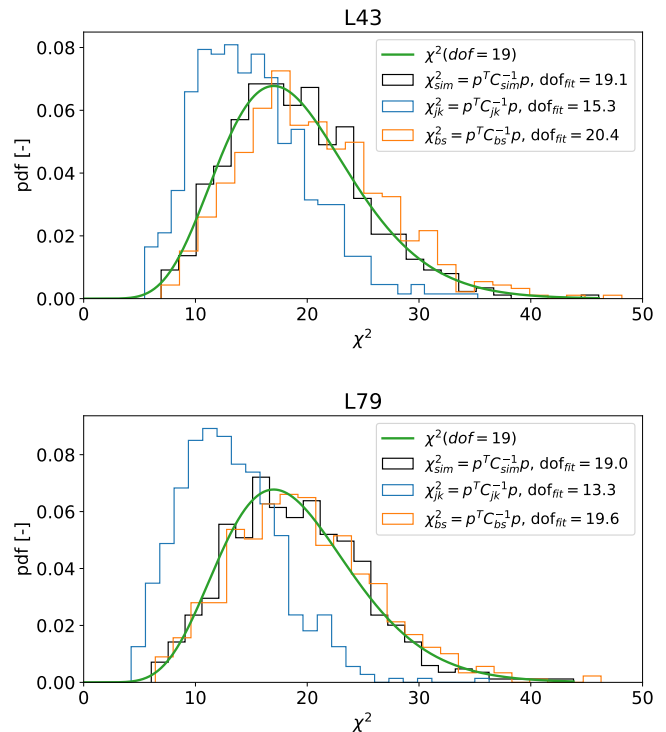 L43
0.08
0.06
0.04
0.02
0.00
pdf [-]
χ²(dof = 19)
χ²_sim = p^T C_sim^-1 p, dof_fit = 19.1
χ²_jk = p^T C_jk^-1 p, dof_fit = 15.3
χ²_bs = p^T C_bs^-1 p, dof_fit = 20.4
0 10 20 30 40 50
χ²
L79
0.08
0.06
0.04
0.02
0.00
pdf [-]
χ²(dof = 19)
χ²_sim = p^T C_sim^-1 p, dof_fit = 19.0
χ²_jk = p^T C_jk^-1 p, dof_fit = 13.3
χ²_bs = p^T C_bs^-1 p, dof_fit = 19.6
0 10 20 30 40 50
χ²